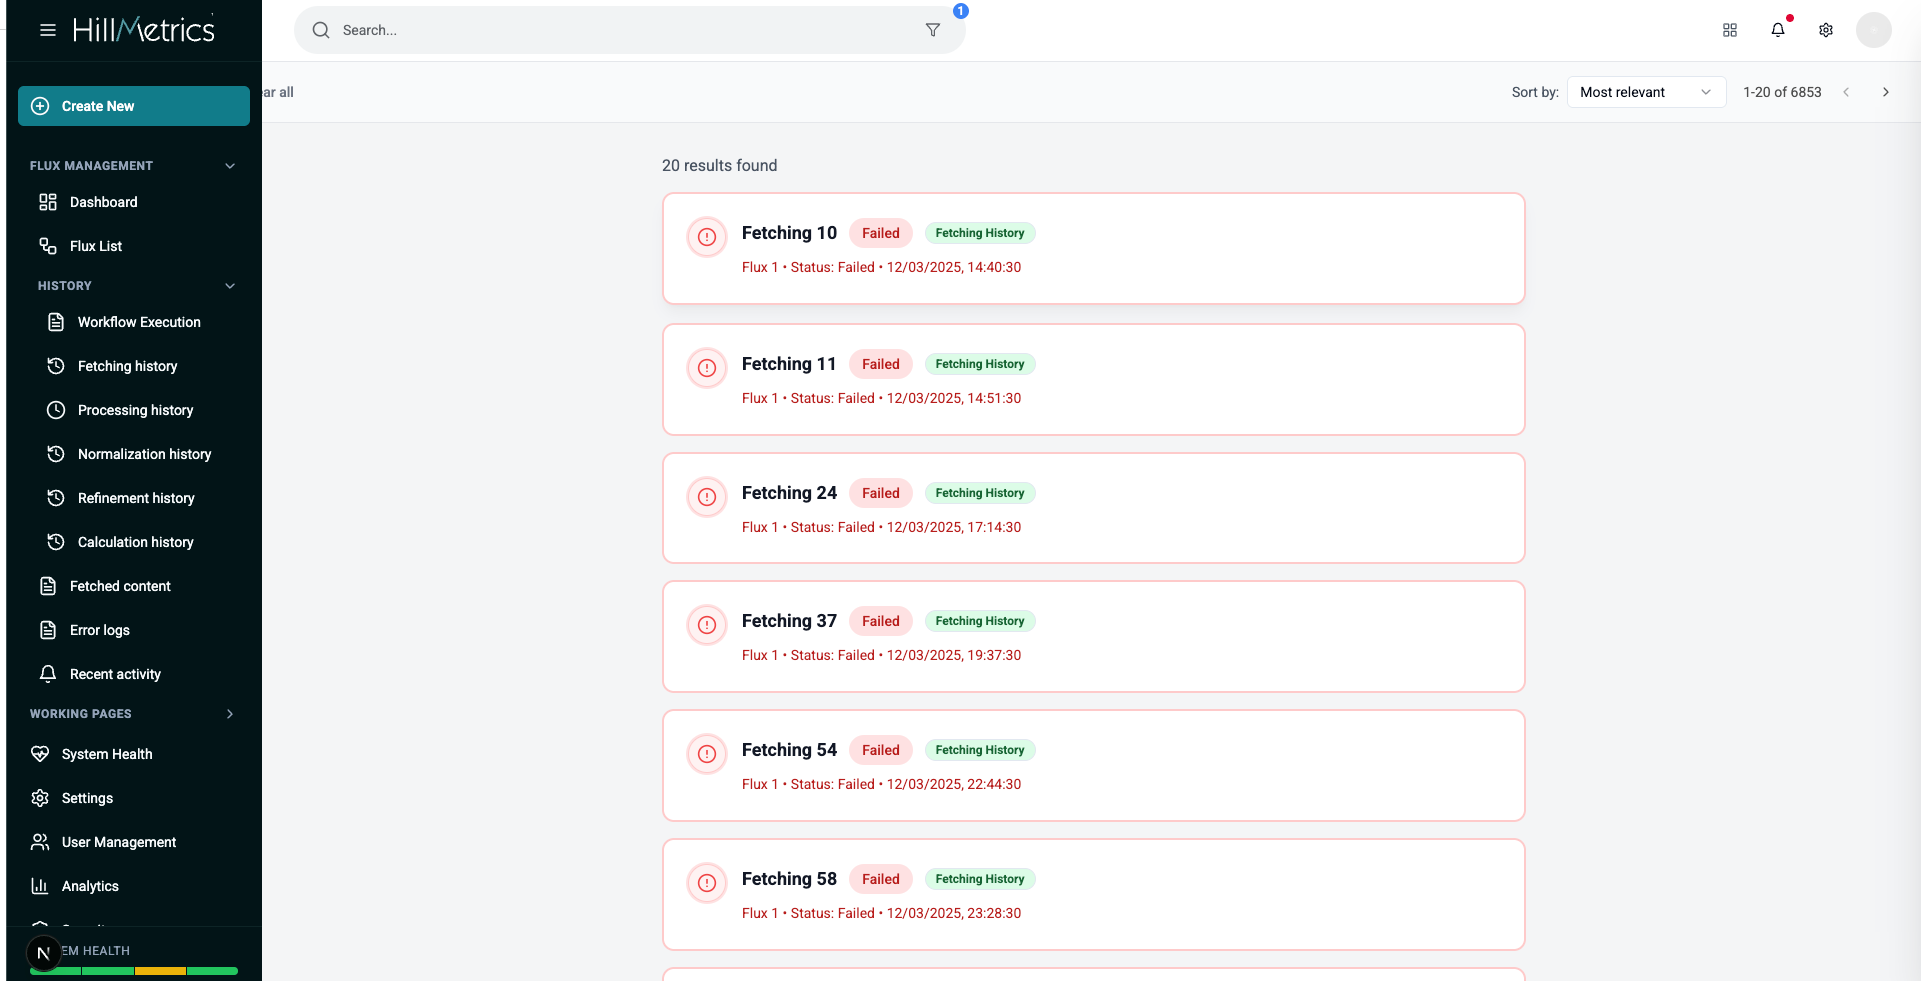 HillMetrics
Search...
1
Create New
ear all
Sort by:
Most relevant
1-20 of 6853
FLUX MANAGEMENT
Dashboard
Flux List
HISTORY
Workflow Execution
Fetching history
Processing history
Normalization history
Refinement history
Calculation history
Fetched content
Error logs
Recent activity
WORKING PAGES
System Health
Settings
User Management
Analytics
N
EM HEALTH
20 results found
Fetching 10 Failed Fetching History
Flux 1 • Status: Failed • 12/03/2025, 14:40:30
Fetching 11 Failed Fetching History
Flux 1 • Status: Failed • 12/03/2025, 14:51:30
Fetching 24 Failed Fetching History
Flux 1 • Status: Failed • 12/03/2025, 17:14:30
Fetching 37 Failed Fetching History
Flux 1 • Status: Failed • 12/03/2025, 19:37:30
Fetching 54 Failed Fetching History
Flux 1 • Status: Failed • 12/03/2025, 22:44:30
Fetching 58 Failed Fetching History
Flux 1 • Status: Failed • 12/03/2025, 23:28:30